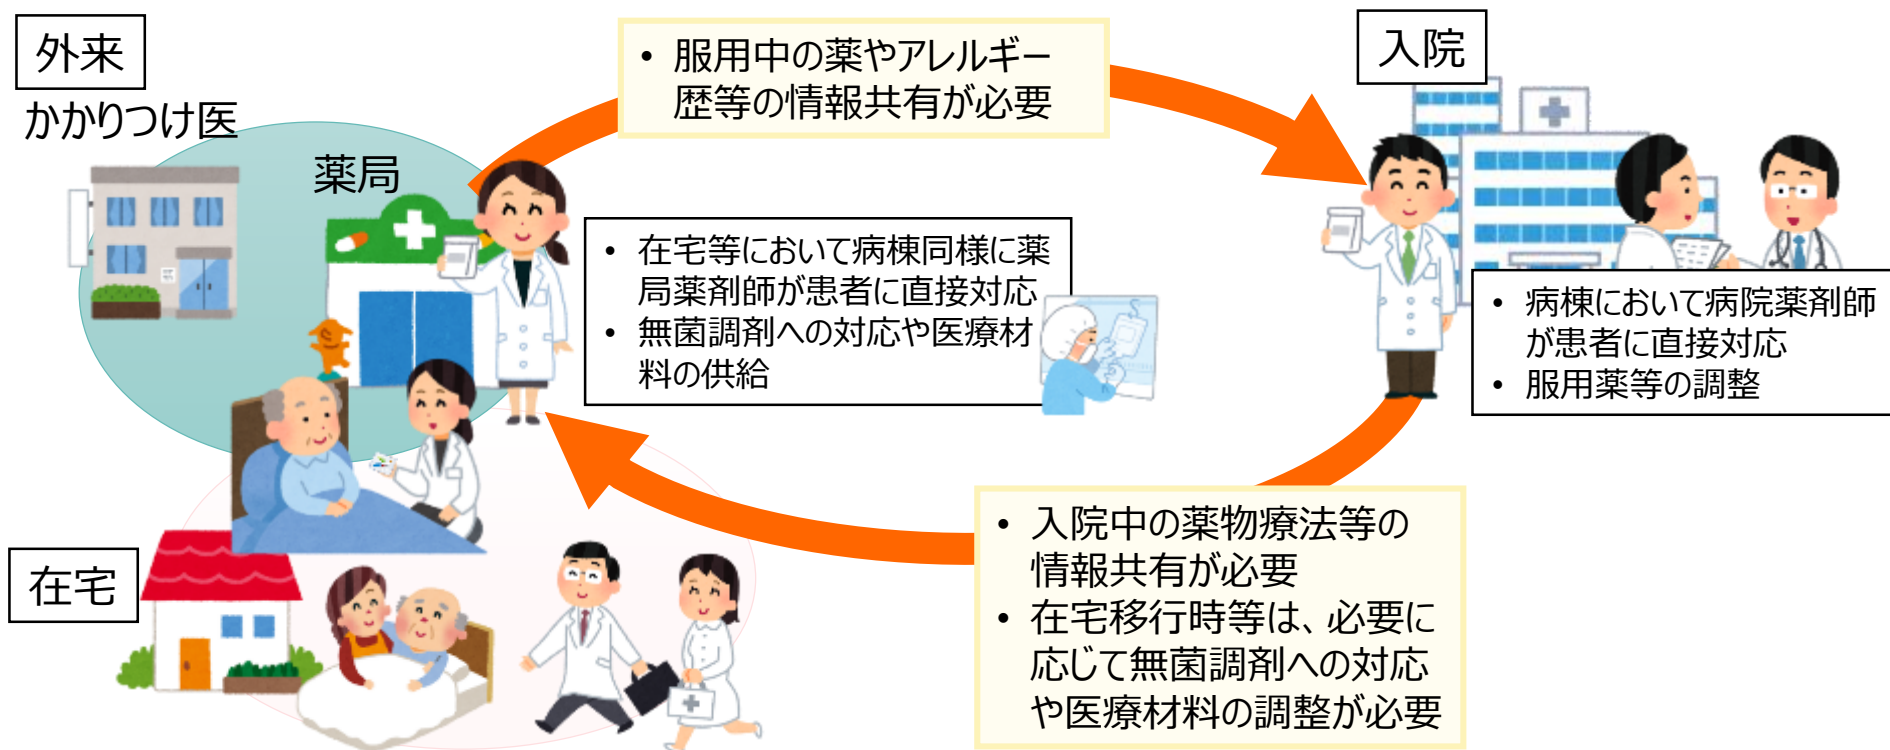 外来
かかりつけ医
薬局
• 服用中の薬やアレルギー
歴等の情報共有が必要
入院
• 在宅等において病棟同様に薬
局薬剤師が患者に直接対応
• 無菌調剤への対応や医療材
料の供給
• 病棟において病院薬剤師
が患者に直接対応
• 服用薬等の調整
在宅
• 入院中の薬物療法等の
情報共有が必要
• 在宅移行時等は、必要に
応じて無菌調剤への対応
や医療材料の調整が必要